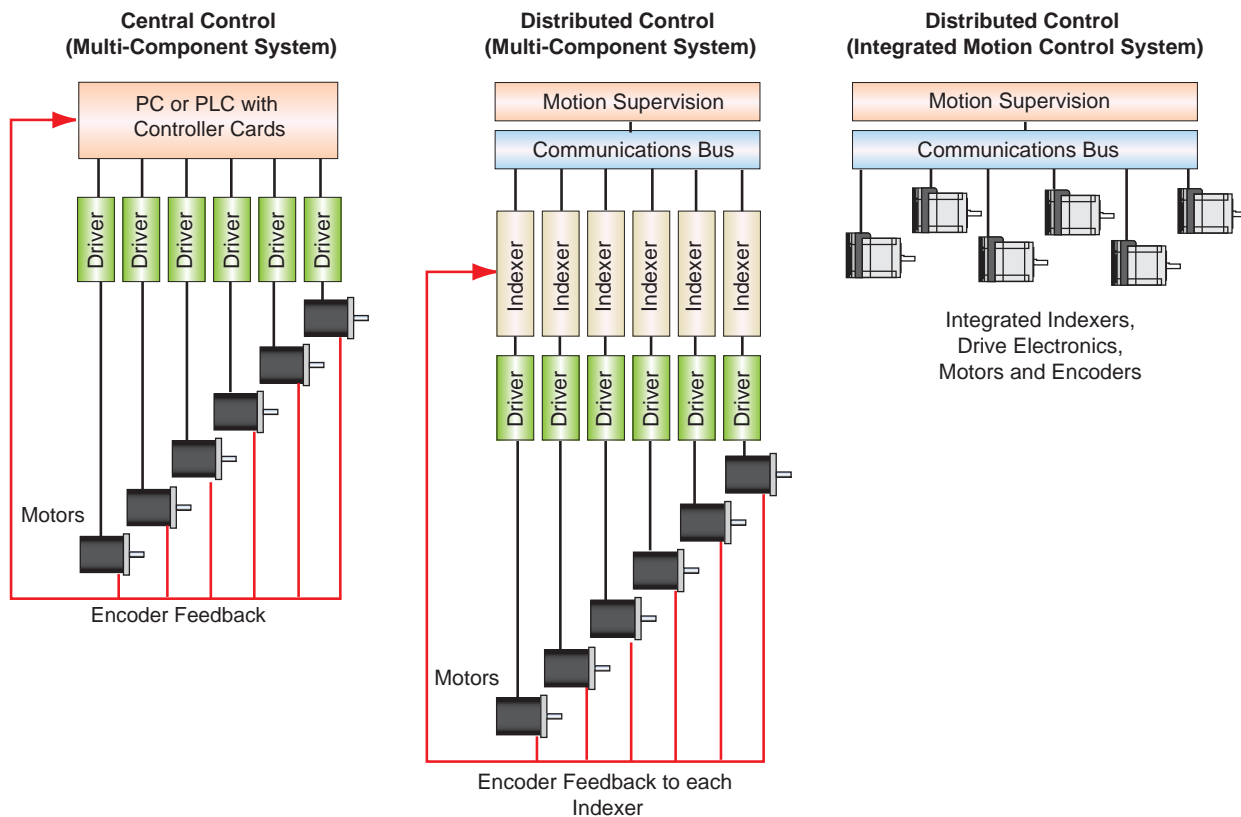 Central Control
(Multi-Component System)
PC or PLC with
Controller Cards
Driver
Driver
Driver
Driver
Driver
Driver
Motors
Encoder Feedback
Distributed Control
(Multi-Component System)
Motion Supervision
Communications Bus
Indexer
Indexer
Indexer
Indexer
Indexer
Indexer
Driver
Driver
Driver
Driver
Driver
Driver
Motors
Encoder Feedback to each
Indexer
Distributed Control
(Integrated Motion Control System)
Motion Supervision
Communications Bus
Integrated Indexers,
Drive Electronics,
Motors and Encoders